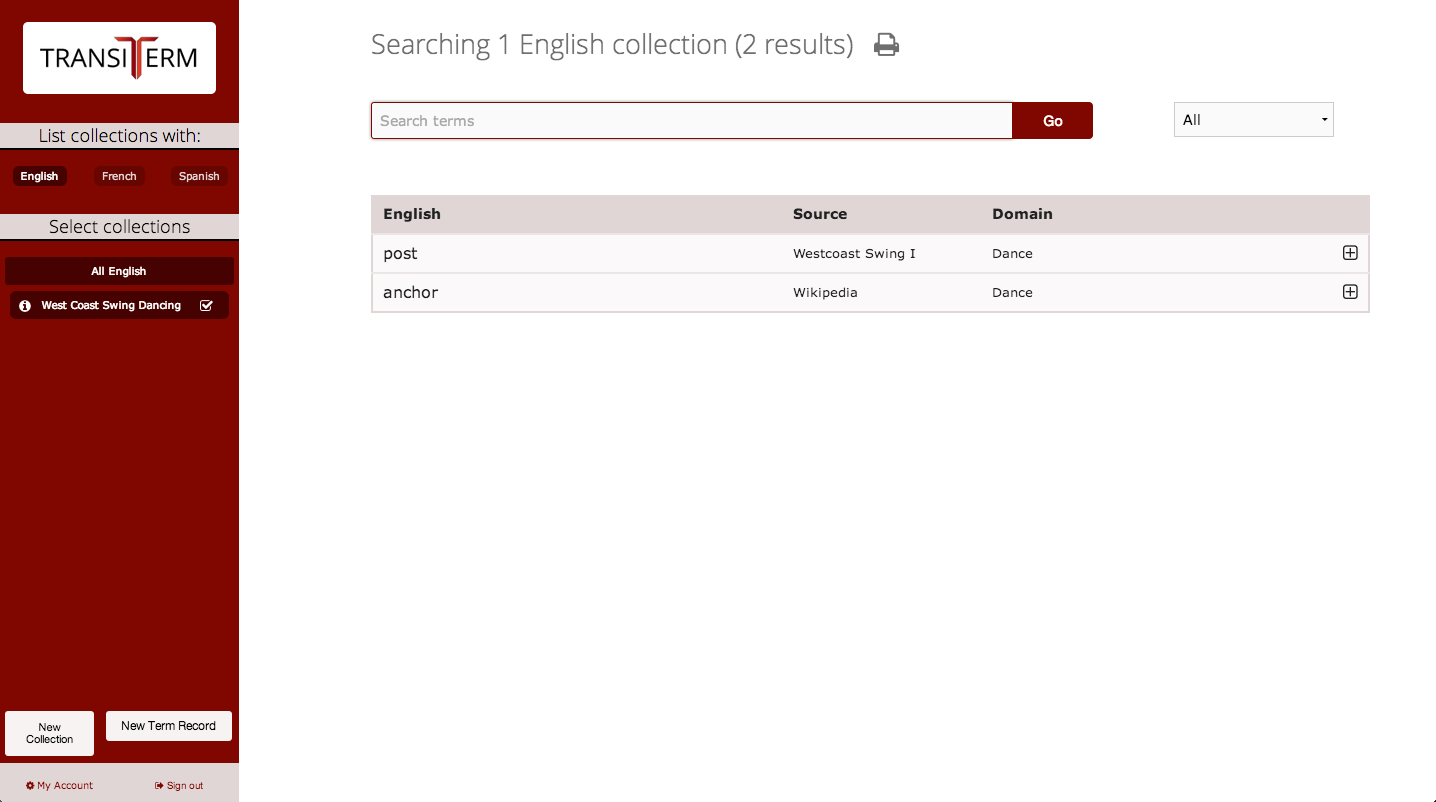 TRANSITERM
List collections with:
English French Spanish
Select collections
All English
West Coast Swing Dancing
New
Collection
New Term Record
My Account Sign out
Searching 1 English collection (2 results)
Search terms Go All
English Source Domain
post Westcoast Swing I Dance
anchor Wikipedia Dance